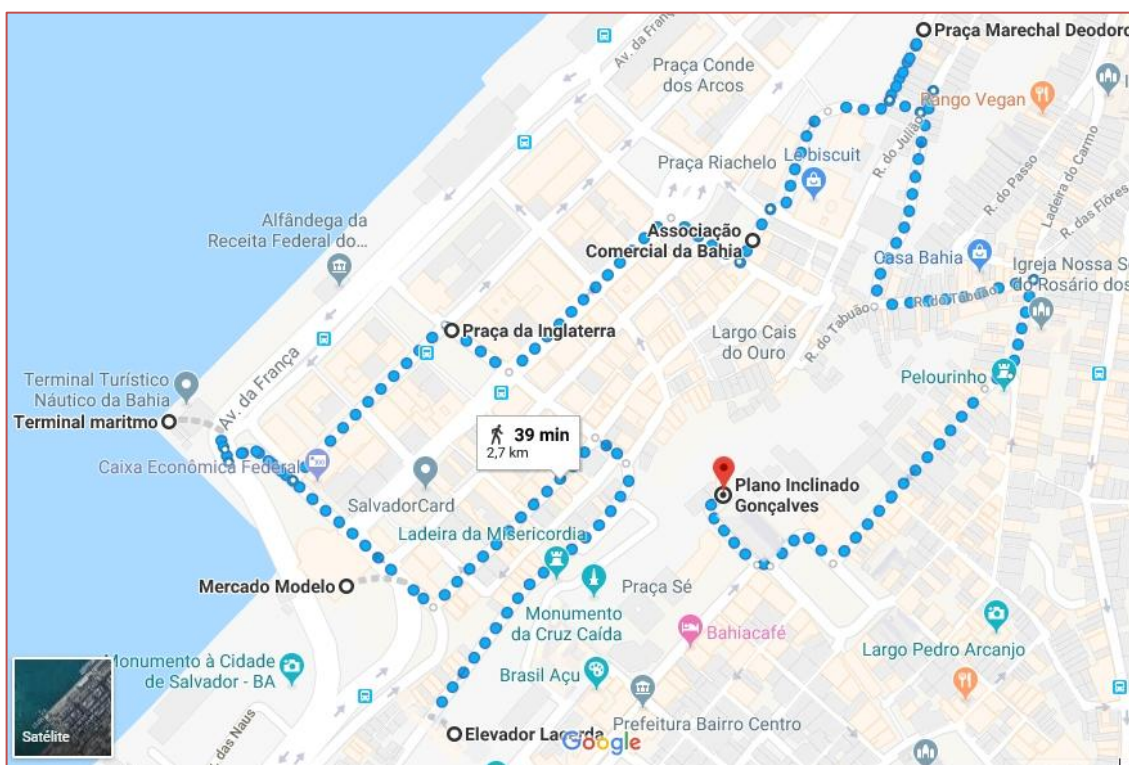 Praça Marechal Deodoro
Av. da França
Praça Conde
dos Arcos
Rango Vegan
R. do Julião
R. do Passo
Ladeira do Carmo
R. das Flôres
Praça Riachelo
Le biscuit
Alfândega da
Receita Federal do...
Associação
Comercial da Bahia
Casa Bahia
Igreja Nossa Se
do Rosário dos
R. do Tabuão
Praça da Inglaterra
Largo Cais
do Ouro
R. do Tabuão
Av. da França
Terminal Turístico
Náutico da Bahia
Terminal maritmo
Pelourinho
39 min
2,7 km
Caixa Econômica Federal
SalvadorCard
Plano Inclinado
Gonçalves
Ladeira da Misericordia
Mercado Modelo
Praça Sé
Monumento
da Cruz Caída
Bahiacafé
Largo Pedro Arcanjo
Monumento à Cidade
de Salvador - BA
Brasil Açu
Prefeitura Bairro Centro
Satélite
R. das Naus
Elevador Lacerda
Google